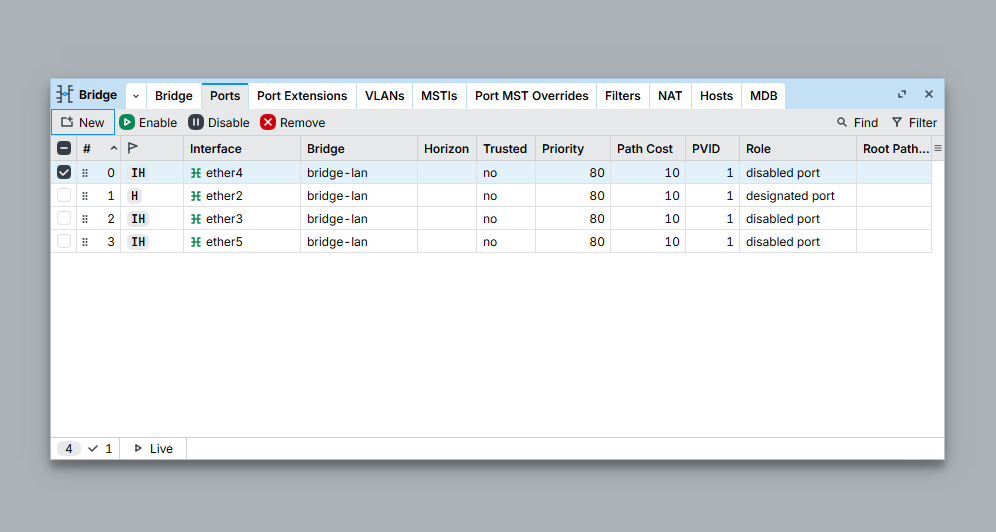 Bridge Bridge Ports Port Extensions VLANs MSTIs Port MST Overrides Filters NAT Hosts MDB
New Enable Disable Remove Find Filter
# Interface Bridge Horizon Trusted Priority Path Cost PVID Role Root Path...
0 IH ether4 bridge-lan no 80 10 1 disabled port
1 H ether2 bridge-lan no 80 10 1 designated port
2 IH ether3 bridge-lan no 80 10 1 disabled port
3 IH ether5 bridge-lan no 80 10 1 disabled port
4 1 Live